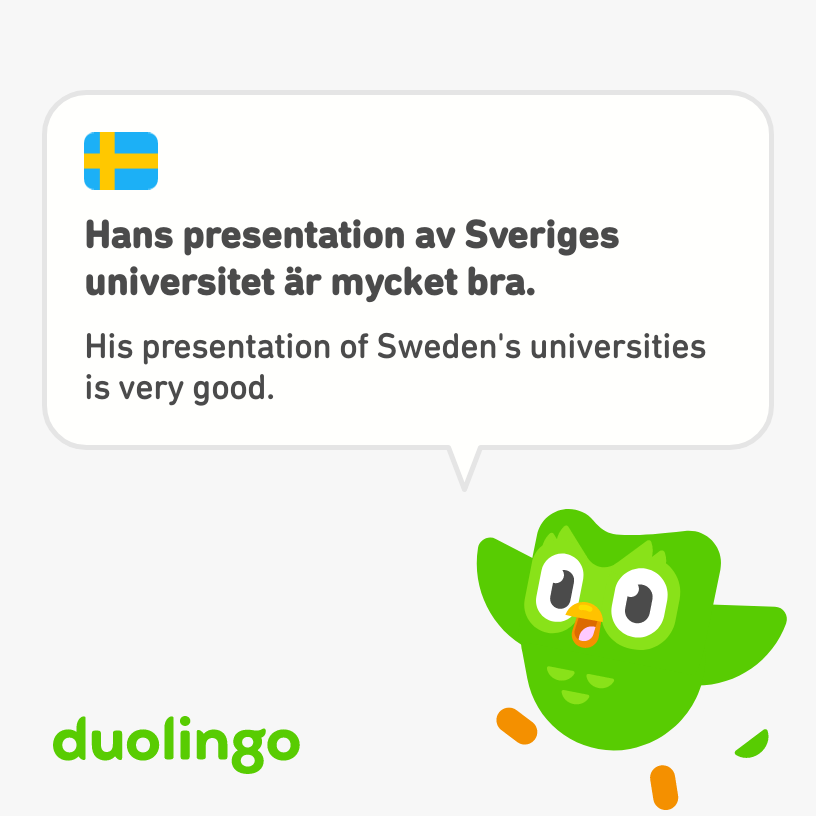 Hans presentation av Sveriges
universitet är mycket bra.
His presentation of Sweden's universities
is very good.
duolingo